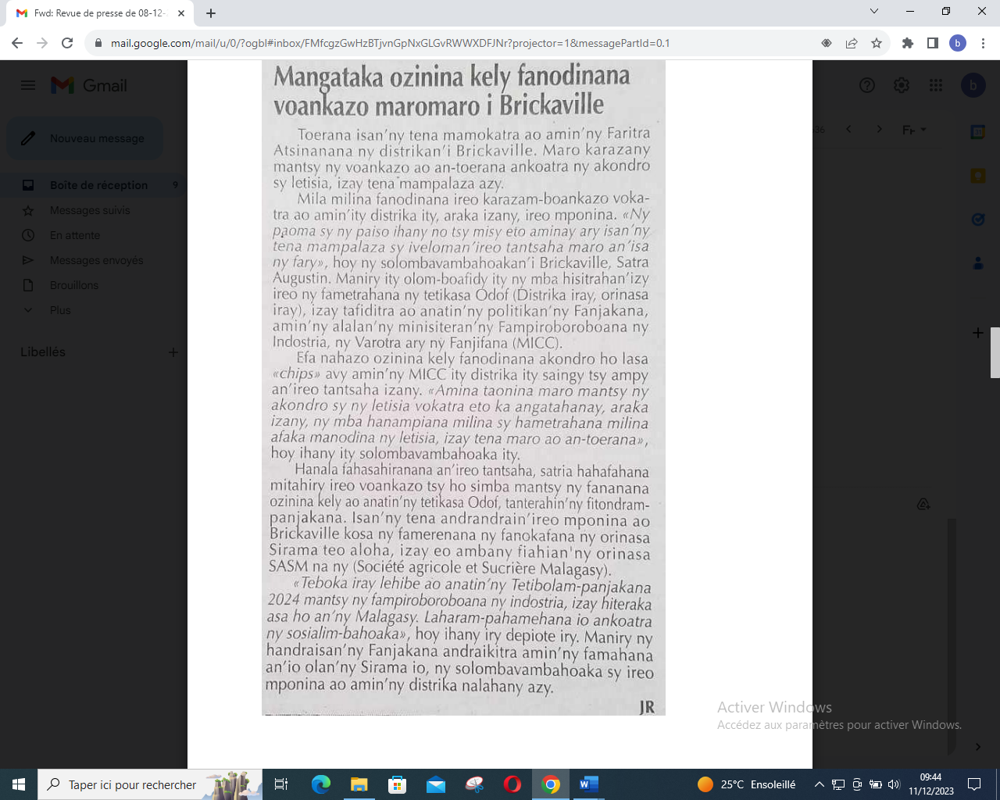 Fwd: Revue de presse de 08-12-
mail.google.com/mail/u/0/?ogbl#inbox/FMfcgzGwHzBTjvnGpNxGLGvRWWXDFJNr?projector=1&messagePartId=0.1
b
Gmail
b
Nouveau message
Fr
Boîte de réception 9
Messages suivis
En attente
Messages envoyés
Brouillons
Plus
Libellés
Mangataka ozinina kely fanodinana
voankazo maromaro i Brickaville
Toerana isan'ny tena mamokatra ao amin'ny Faritra
Atsinanana ny distrikan'i Brickaville. Maro karazany
mantsy ny voankazo ao an-toerana ankoatra ny akondro
sy letisia, izay tena mampalaza azy.
Mila milina fanodinana ireo karazam-boankazo voka-
tra ao amin'ity distrika ity, araka izany, ireo mponina. «Ny
paoma sy ny paiso ihany no tsy misy eto aminay ary isan'ny
tena mampalaza sy iveloman'ireo tantsaha maro an'isa
ny fary», hoy ny solombavambahoakan'i Brickaville, Satra
Augustin. Maniry ity olom-boafidy ity ny mba hisitrahan'izy
ireo ny fametrahana ny tetikasa Odof (Distrika iray, orinasa
iray), izay tafiditra ao anatin'ny politikan'ny Fanjakana,
amin'ny alalan'ny minisiteran'ny Fampiroboroboana ny
Indostria, ny Varotra ary ny Fanjifana (MICC).
Efa nahazo ozinina kely fanodinana akondro ho lasa
«chips» avy amin'ny MICC ity distrika ity saingy tsy ampy
an'ireo tantsaha izany. «Amina taonina maro mantsy ny
akondro sy ny letisia vokatra eto ka angatahanay, araka
izany, ny mba hanampiana milina sy hametrahana milina
afaka manodina ny letisia, izay tena maro ao an-toerana»,
hoy ihany ity solombavambahoaka ity.
Hanala fahasahiranana an'ireo tantsaha, satria hahafahana
mitahiry ireo voankazo tsy ho simba mantsy ny fananana
ozinina kely ao anatin'ny tetikasa Odof, tanterahin'ny fitondram-
panjakana. Isan'ny tena andrandrain'ireo mponina ao
Brickaville kosa ny famerenana ny fanokafana ny orinasa
Sirama teo aloha, izay eo ambany fiahian'ny orinasa
SASM na ny (Société agricole et Sucrière Malagasy).
«Teboka iray lehibe ao anatin'ny Tetibolam-panjakana
2024 mantsy ny fampiroboroboana ny indostria, izay hiteraka
asa ho an'ny Malagasy. Laharam-pahamehana io ankoatra
ny sosialim-bahoaka», hoy ihany iry depiote iry. Maniry ny
handraisan'ny Fanjakana andraikitra amin'ny famahana
an'io olan'ny Sirama io, ny solombavambahoaka sy ireo
mponina ao amin'ny distrika nalahany azy.
JR
Activer Windows
Accédez aux paramètres pour activer Windows.
Taper ici pour rechercher
25°C Ensoleillé
09:44
11/12/2023